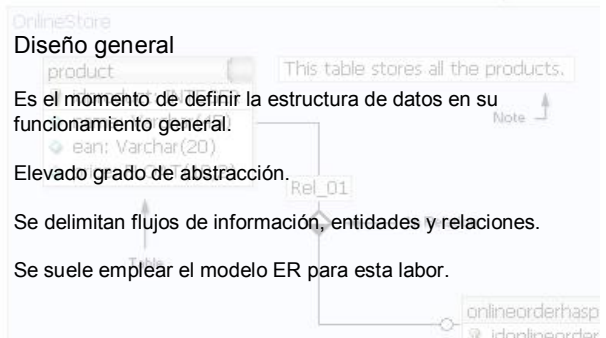 OnlineStore
Diseño general
product
This table stores all the products.
Es el momento de definir la estructura de datos en su
funcionamiento general.
Note
ean: Varchar(20)
Elevado grado de abstracción.
Rel_01
Se delimitan flujos de información, entidades y relaciones.
Table
Se suele emplear el modelo ER para esta labor.
onlineorderhasp
idonlineorder